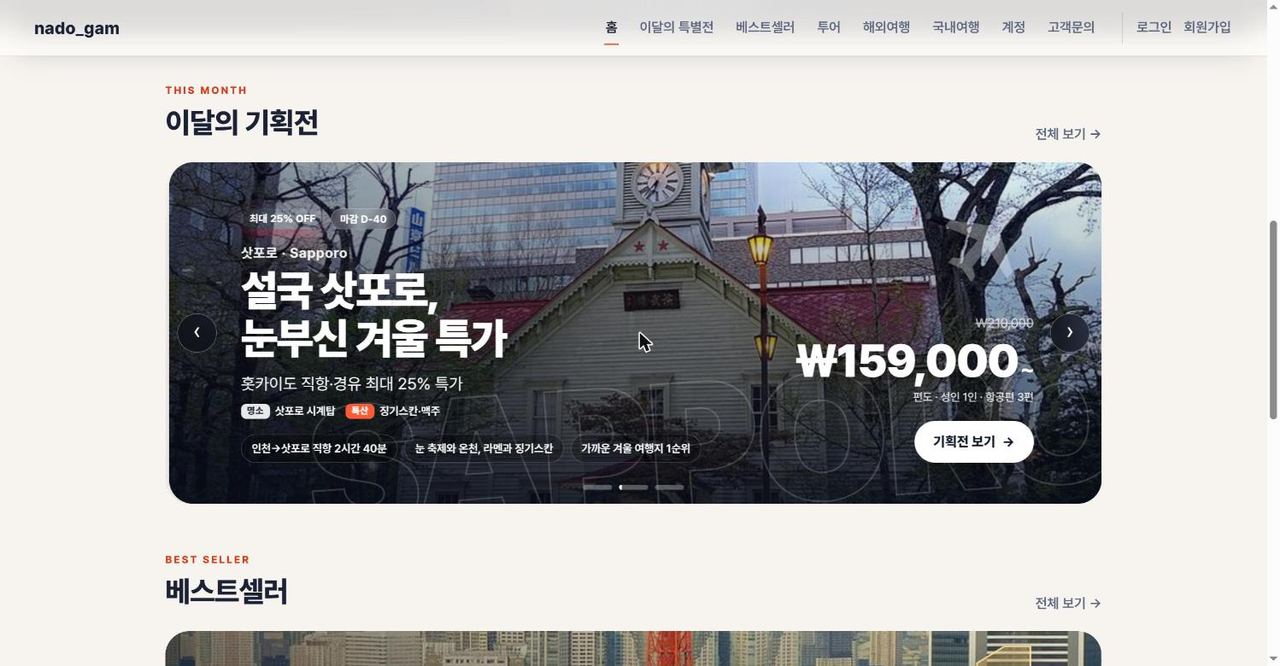 nado_gam
홈 이달의 특별전 베스트셀러 투어 해외여행 국내여행 계정 고객문의 로그인 회원가입
THIS MONTH
이달의 기획전
전체 보기 →
최대 25% OFF 마감 D-40
삿포로 · Sapporo
설국 삿포로,
눈부신 겨울 특가
홋카이도 직항·경유 최대 25% 특가
명소 삿포로 시계탑 특산 징기스칸·맥주
인천→삿포로 직항 2시간 40분 눈 축제와 온천, 라멘과 징기스칸 가까운 겨울 여행지 1순위
₩210,000
₩159,000~
편도 · 성인 1인 · 항공편 3편
기획전 보기 →
SAPPORO
BEST SELLER
베스트셀러
전체 보기 →